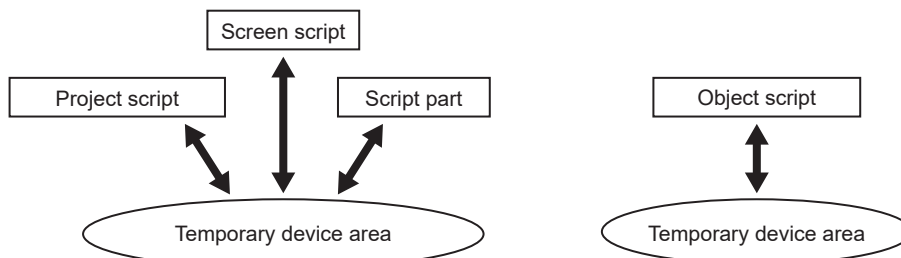 Screen script
Project script
Script part
Object script
Temporary device area
Temporary device area